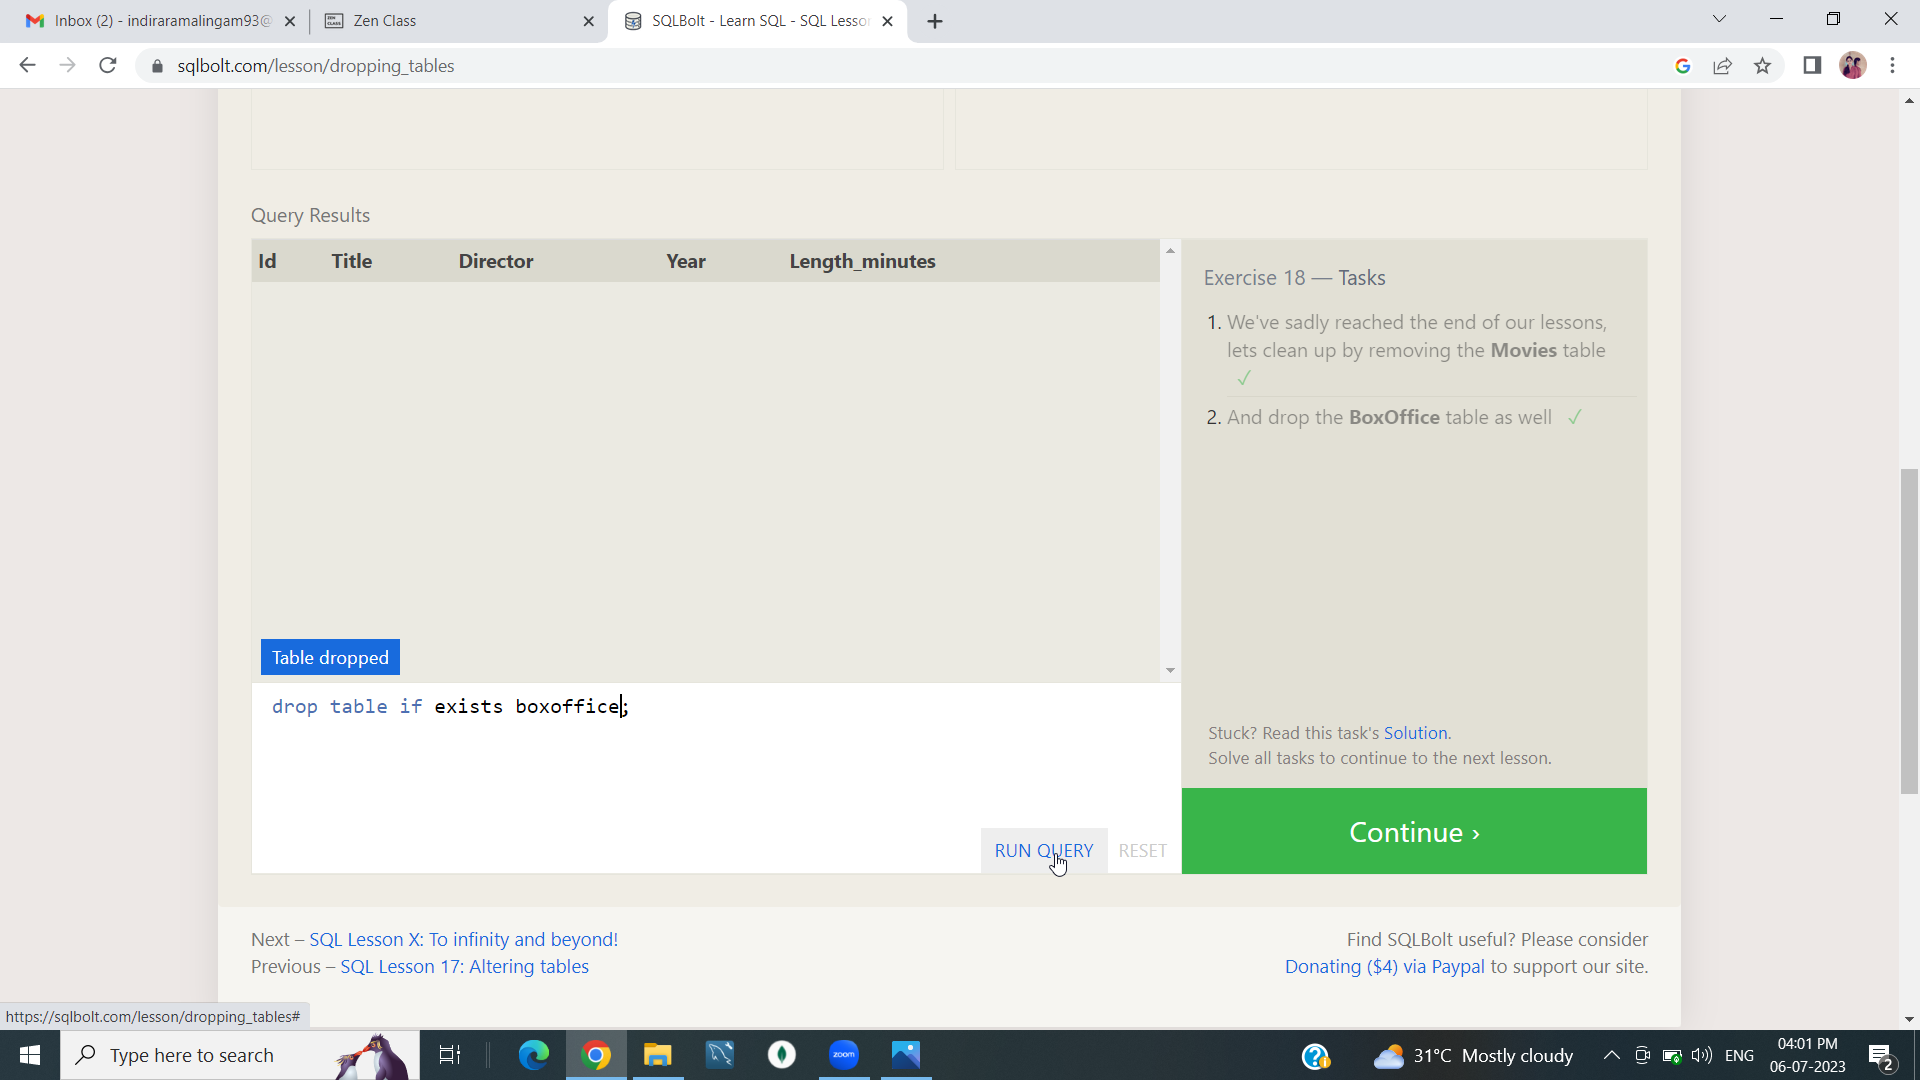 Inbox (2) - indiraramalingam93@
Zen Class
SQLBolt - Learn SQL - SQL Lesson
sqlbolt.com/lesson/dropping_tables
Query Results
Id Title Director Year Length_minutes
Exercise 18 — Tasks
1. We've sadly reached the end of our lessons,
lets clean up by removing the Movies table
✓
2. And drop the BoxOffice table as well ✓
Table dropped
drop table if exists boxoffice;
Stuck? Read this task's Solution.
Solve all tasks to continue to the next lesson.
RUN QUERY RESET
Continue ›
Next – SQL Lesson X: To infinity and beyond!
Previous – SQL Lesson 17: Altering tables
Find SQLBolt useful? Please consider
Donating ($4) via Paypal to support our site.
https://sqlbolt.com/lesson/dropping_tables#
Type here to search
zoom
31°C Mostly cloudy
ENG
04:01 PM
06-07-2023
2